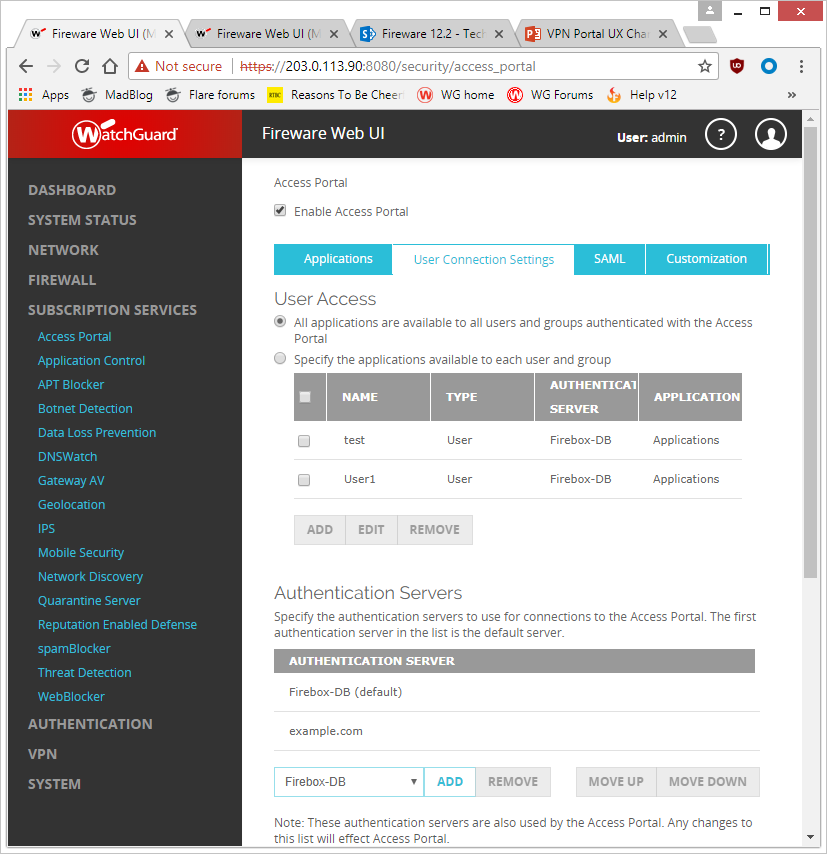 Fireware Web UI (M
Fireware Web UI (M
Fireware 12.2 - Tech
VPN Portal UX Cha
Not secure
https://203.0.113.90:8080/security/access_portal
Apps
MadBlog
Flare forums
Reasons To Be Cheer
WG home
WG Forums
Help v12
»
WatchGuard
Fireware Web UI
User: admin
?
DASHBOARD
SYSTEM STATUS
NETWORK
FIREWALL
SUBSCRIPTION SERVICES
Access Portal
Application Control
APT Blocker
Botnet Detection
Data Loss Prevention
DNSWatch
Gateway AV
Geolocation
IPS
Mobile Security
Network Discovery
Quarantine Server
Reputation Enabled Defense
spamBlocker
Threat Detection
WebBlocker
AUTHENTICATION
VPN
SYSTEM
Access Portal
Enable Access Portal
Applications
User Connection Settings
SAML
Customization
User Access
All applications are available to all users and groups authenticated with the Access
Portal
Specify the applications available to each user and group
NAME TYPE AUTHENTICAT SERVER APPLICATION
test User Firebox-DB Applications
User1 User Firebox-DB Applications
ADD EDIT REMOVE
Authentication Servers
Specify the authentication servers to use for connections to the Access Portal. The first
authentication server in the list is the default server.
AUTHENTICATION SERVER
Firebox-DB (default)
example.com
Firebox-DB ADD REMOVE MOVE UP MOVE DOWN
Note: These authentication servers are also used by the Access Portal. Any changes to
this list will effect Access Portal.